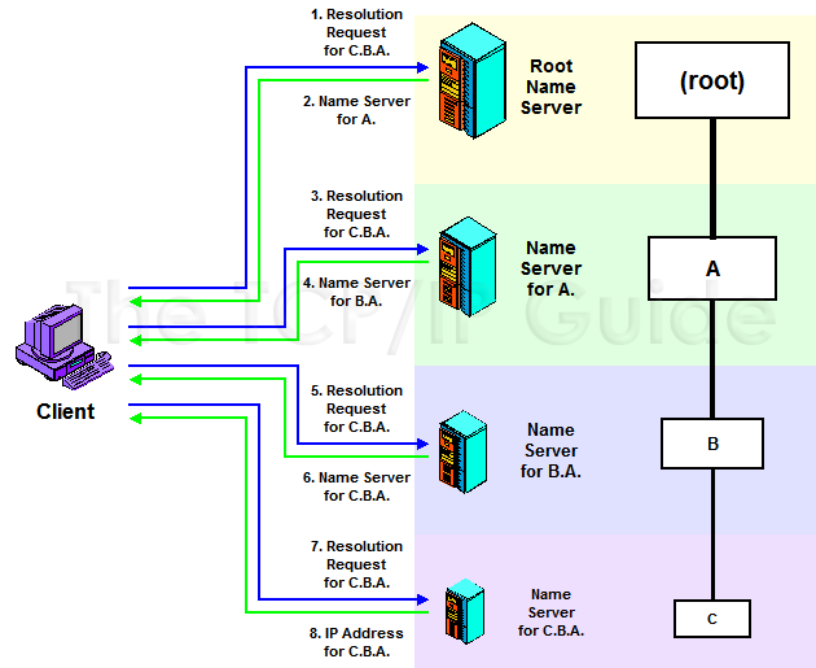 1. Resolution
Request
for C.B.A.
2. Name Server
for A.
Root
Name
Server
(root)
3. Resolution
Request
for C.B.A.
4. Name Server
for B.A.
Name
Server
for A.
A
The TCP/IP Guide
Client
5. Resolution
Request
for C.B.A.
6. Name Server
for C.B.A.
Name
Server
for B.A.
B
7. Resolution
Request
for C.B.A.
8. IP Address
for C.B.A.
Name
Server
for C.B.A.
C